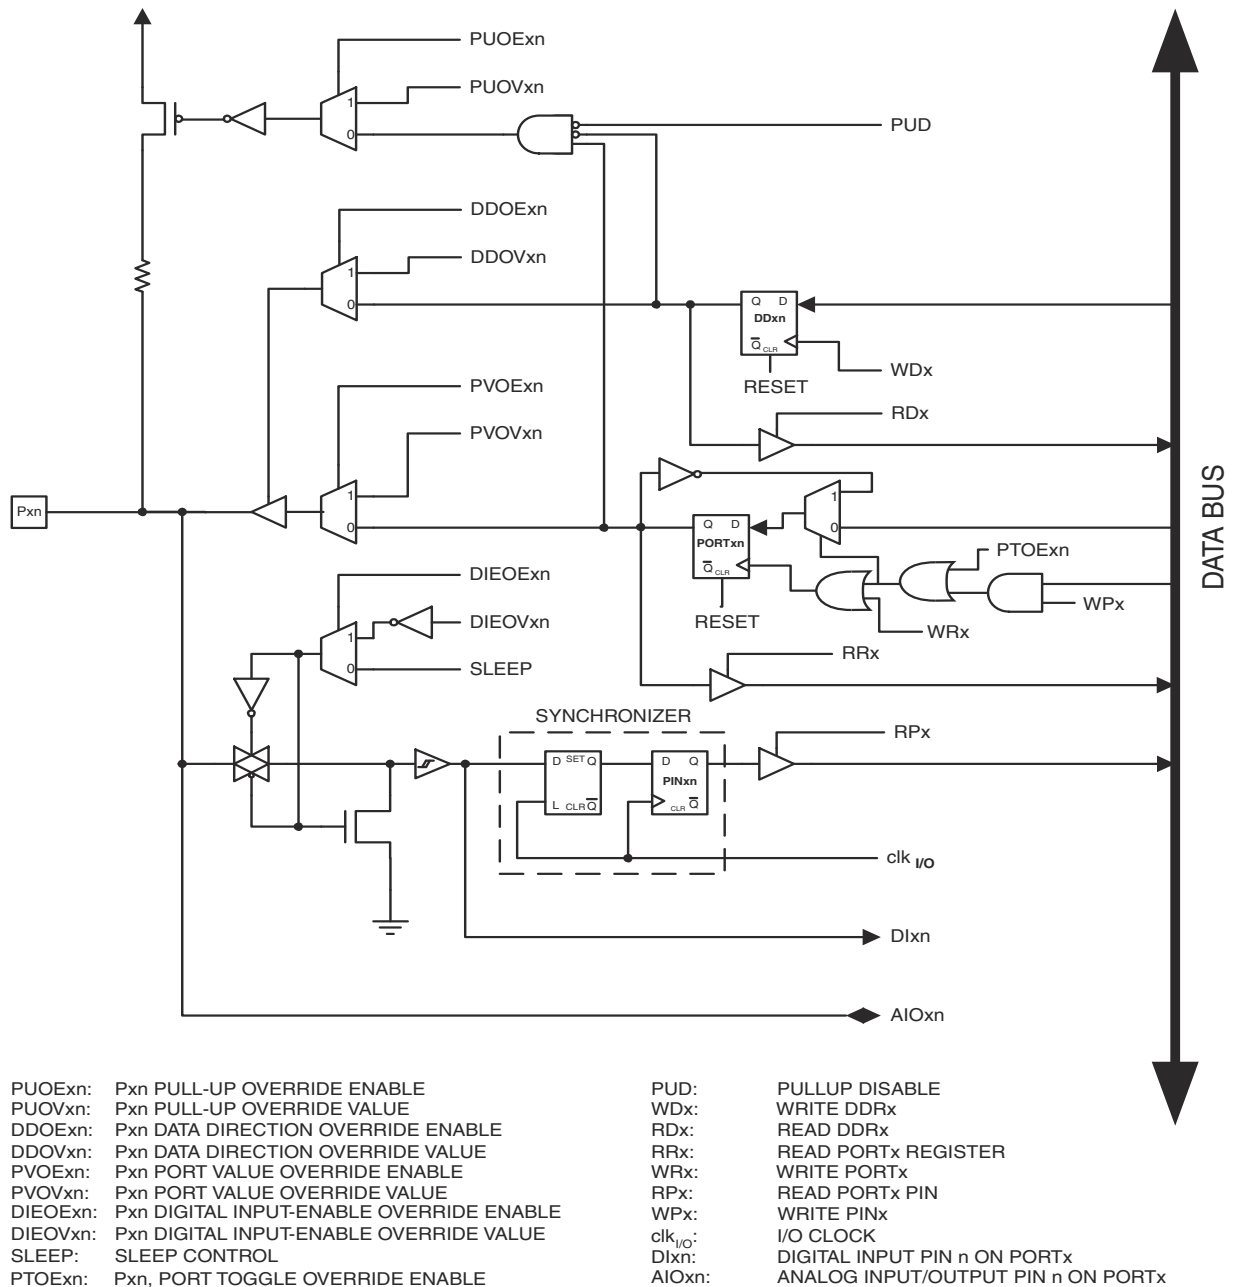 PUOExn
PUOVxn
1
0
PUD
DDOExn
DDOVxn
1
0
Q D
DDxn
Q CLR
WDx
RESET
RDx
PVOExn
PVOVxn
1
0
Pxn
1
0
Q D
PORTxn
Q CLR
RESET
PTOExn
WPx
WRx
RRx
DATA BUS
DIEOExn
DIEOVxn
1
0
SLEEP
SYNCHRONIZER
D SET Q
L CLR Q
D Q
PINxn
CLR Q
RPx
clk I/O
DIxn
AIOxn
PUOExn: Pxn PULL-UP OVERRIDE ENABLE
PUOVxn: Pxn PULL-UP OVERRIDE VALUE
DDOExn: Pxn DATA DIRECTION OVERRIDE ENABLE
DDOVxn: Pxn DATA DIRECTION OVERRIDE VALUE
PVOExn: Pxn PORT VALUE OVERRIDE ENABLE
PVOVxn: Pxn PORT VALUE OVERRIDE VALUE
DIEOExn: Pxn DIGITAL INPUT-ENABLE OVERRIDE ENABLE
DIEOVxn: Pxn DIGITAL INPUT-ENABLE OVERRIDE VALUE
SLEEP: SLEEP CONTROL
PTOExn: Pxn, PORT TOGGLE OVERRIDE ENABLE
PUD: PULLUP DISABLE
WDx: WRITE DDRx
RDx: READ DDRx
RRx: READ PORTx REGISTER
WRx: WRITE PORTx
RPx: READ PORTx PIN
WPx: WRITE PINx
clkI/O: I/O CLOCK
DIxn: DIGITAL INPUT PIN n ON PORTx
AIOxn: ANALOG INPUT/OUTPUT PIN n ON PORTx